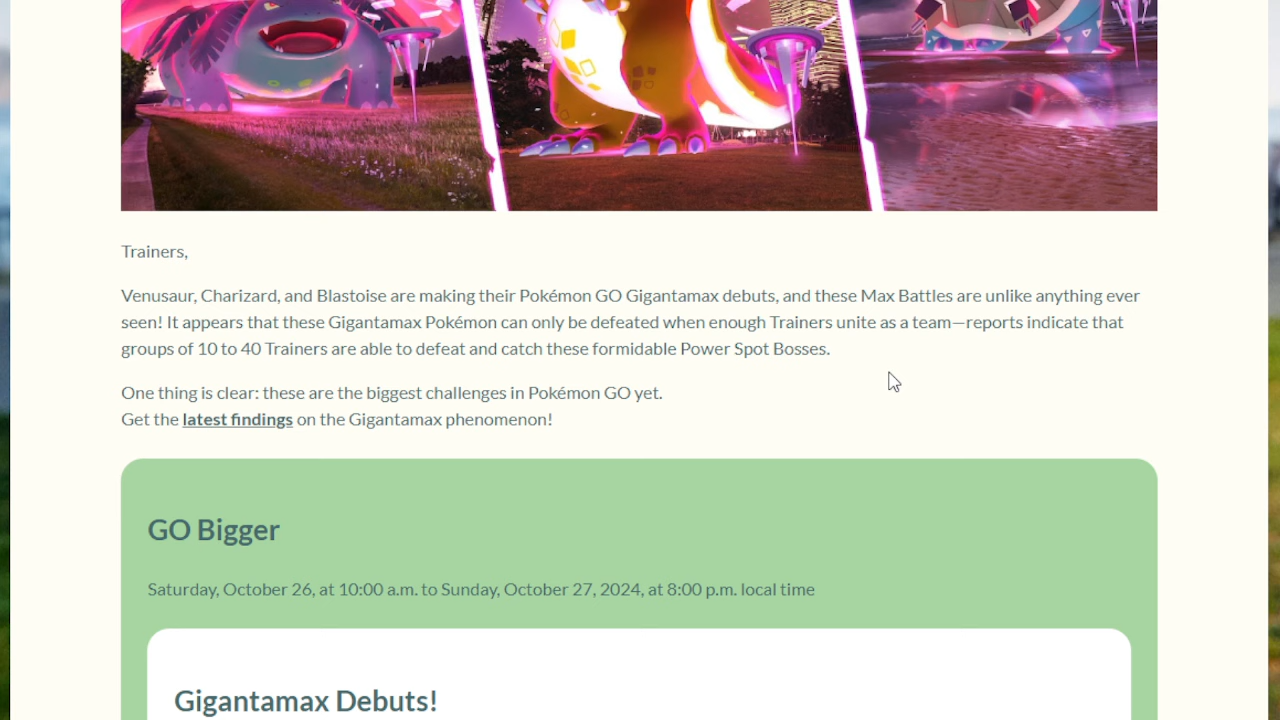 Trainers,
Venusaur, Charizard, and Blastoise are making their Pokémon GO Gigantamax debuts, and these Max Battles are unlike anything ever
seen! It appears that these Gigantamax Pokémon can only be defeated when enough Trainers unite as a team—reports indicate that
groups of 10 to 40 Trainers are able to defeat and catch these formidable Power Spot Bosses.
One thing is clear: these are the biggest challenges in Pokémon GO yet.
Get the latest findings on the Gigantamax phenomenon!
GO Bigger
Saturday, October 26, at 10:00 a.m. to Sunday, October 27, 2024, at 8:00 p.m. local time
Gigantamax Debuts!